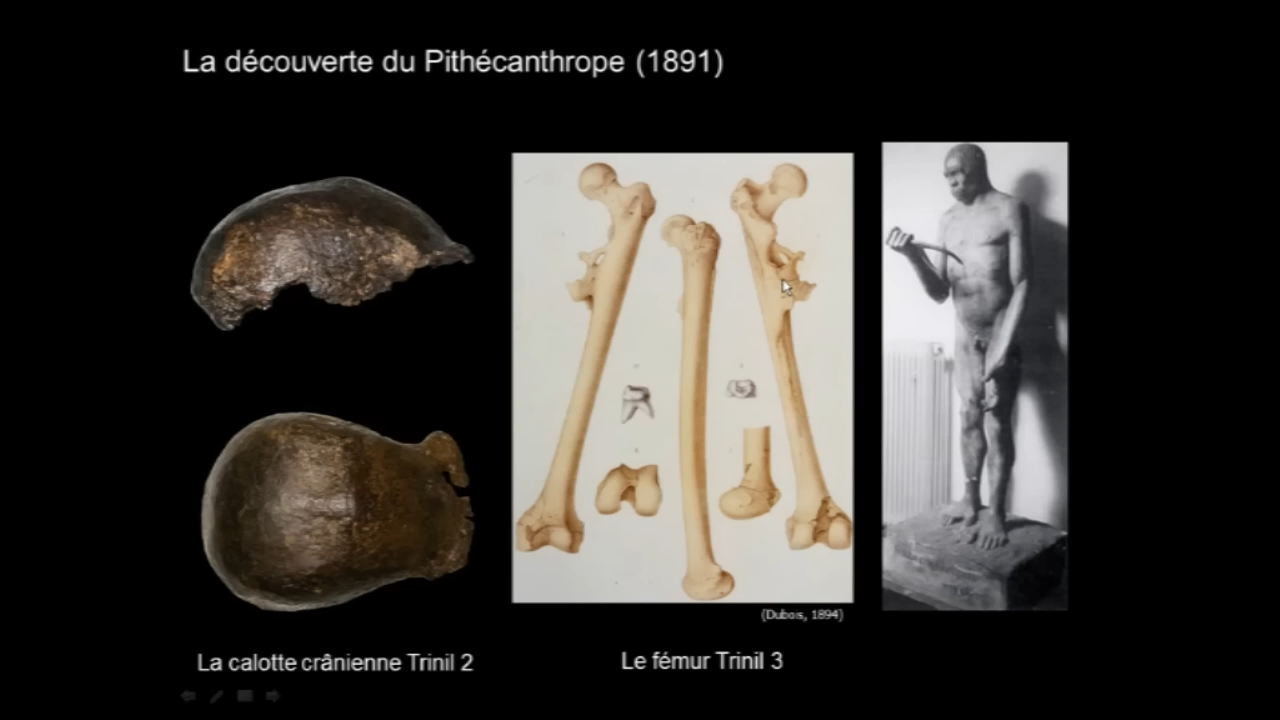 La découverte du Pithécanthrope (1891)
(Dubois, 1894)
La calotte crânienne Trinil 2
Le fémur Trinil 3